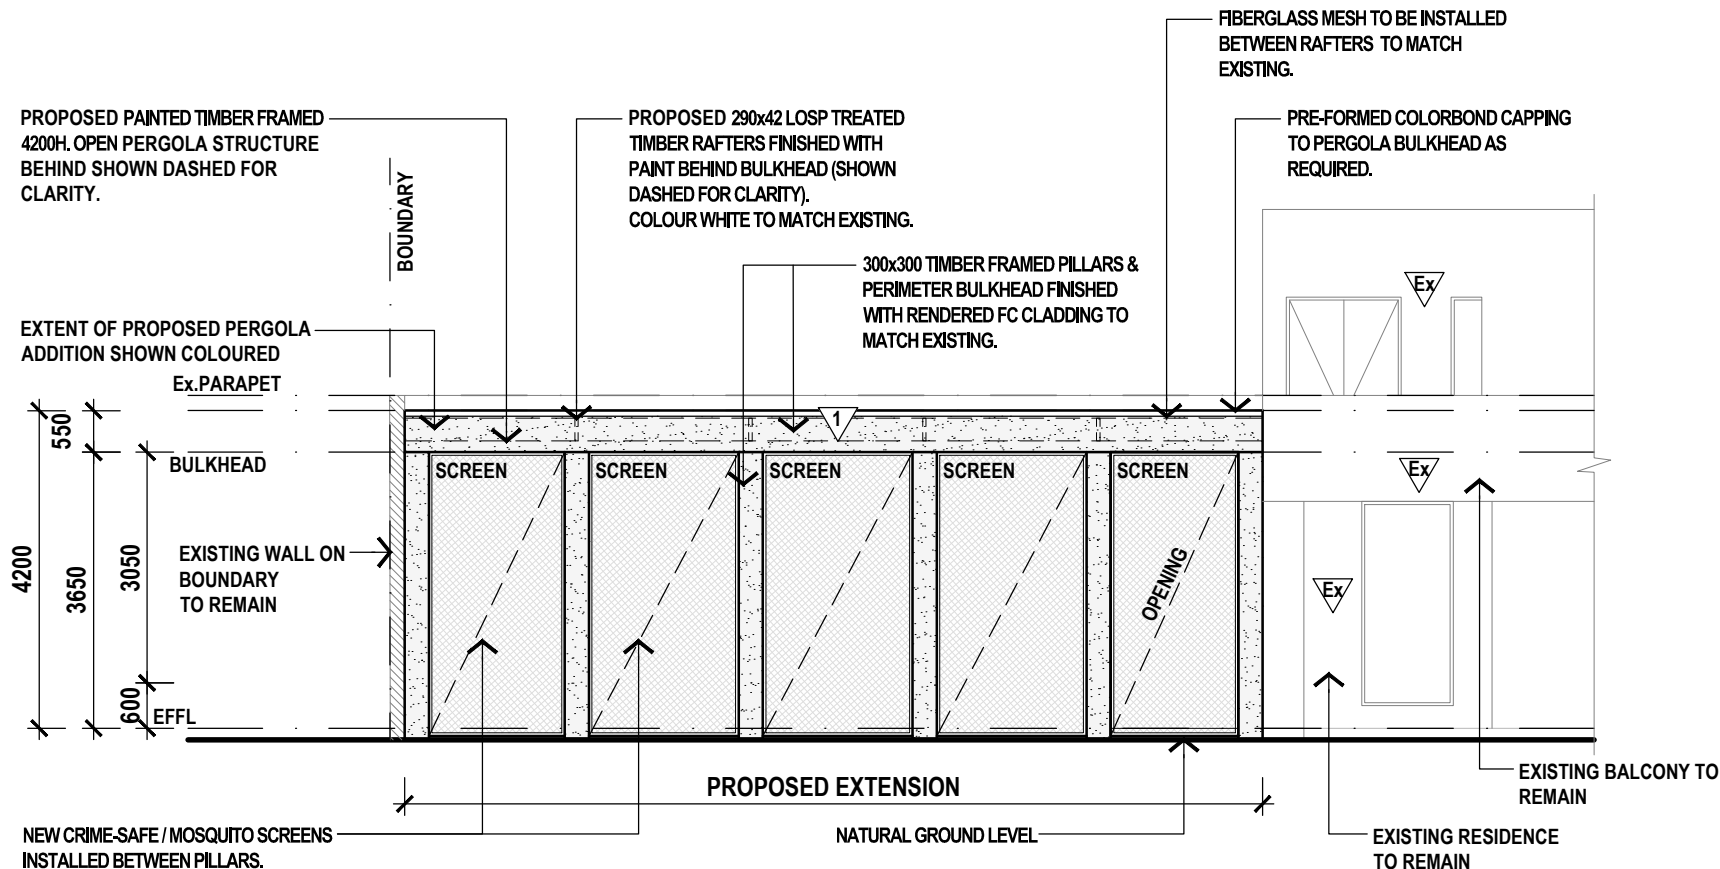 FIBERGLASS MESH TO BE INSTALLED
BETWEEN RAFTERS TO MATCH
EXISTING.
PROPOSED PAINTED TIMBER FRAMED
4200H. OPEN PERGOLA STRUCTURE
BEHIND SHOWN DASHED FOR
CLARITY.
PROPOSED 290x42 LOSP TREATED
TIMBER RAFTERS FINISHED WITH
PAINT BEHIND BULKHEAD (SHOWN
DASHED FOR CLARITY).
COLOUR WHITE TO MATCH EXISTING.
PRE-FORMED COLORBOND CAPPING
TO PERGOLA BULKHEAD AS
REQUIRED.
BOUNDARY
300x300 TIMBER FRAMED PILLARS &
PERIMETER BULKHEAD FINISHED
WITH RENDERED FC CLADDING TO
MATCH EXISTING.
Ex
EXTENT OF PROPOSED PERGOLA
ADDITION SHOWN COLOURED
Ex.PARAPET
550
1
BULKHEAD
SCREEN
SCREEN
SCREEN
SCREEN
SCREEN
Ex
4200
3650
3050
600
EXISTING WALL ON
BOUNDARY
TO REMAIN
OPENING
Ex
EFFL
PROPOSED EXTENSION
EXISTING BALCONY TO
REMAIN
NEW CRIME-SAFE / MOSQUITO SCREENS
INSTALLED BETWEEN PILLARS.
NATURAL GROUND LEVEL
EXISTING RESIDENCE
TO REMAIN